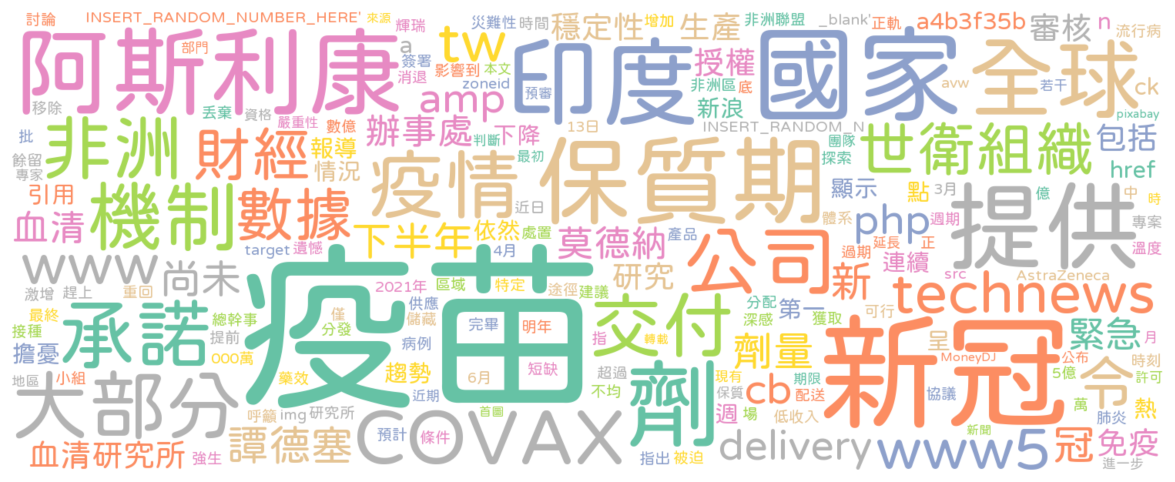 討論
INSERT_RANDOM_NUMBER_HERE'
來源
輝瑞
災難性
時間
穩定性
增加
生產
非洲聯盟
_blank'
正軌
a4b3f35b
審核
n
流行病
阿斯利康
部門
a
簽署
tw
消退
影響到
本文
zoneid
印度
預審
授權
非洲區
底
國家
avw
全球
若干
ck
pixabay
移除
丟棄
資格
amp
新浪
嚴重性
數億
批
非洲
財經
報導
辦事處
判斷
下降
13日
INSERT_RANDOM_N
團隊
探索
世衛組織
包括
餘留
專家
情況
疫情
最初
保質期
href
引用
顯示
點
3月
億
中
時
血清
機制
數據
近日
體系
php
週期
提供
專案
溫度
下半年
依然
處置
莫德納
產品
公司
過期
延長
正
連續
target
遺憾
4月
www
尚未
激增
趕上
重回
疫苗
2021年
區域
特定
途徑
建議
研究
新
src
AstraZeneca
technews
最終
接種
承諾
總幹事
提前
僅
分發
供應
儲藏
完畢
明年
交付
分配
深感
第一
獲取
可行
緊急
月
擔憂
病例
指
轉載
劑量
呈
MoneyDJ
公布
時刻
許可
地區
小組
000萬
藥效
趨勢
近期
6月
短缺
超過
不均
劑
現有
保質
期限
cb
配送
新冠
5億
協議
令
萬
熱
大部分
呼籲
img
研究所
首圖
週
場
低收入
肺炎
血清研究所
強生
譚德塞
預計
條件
COVAX
指出
被迫
delivery
www5
新聞
冠
免疫
進一步